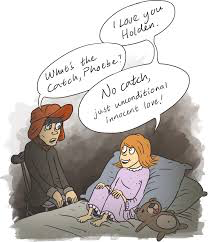 I love you
Holden.
What's the
Catch, Phoebe?
No catch,
just unconditional
innocent love!